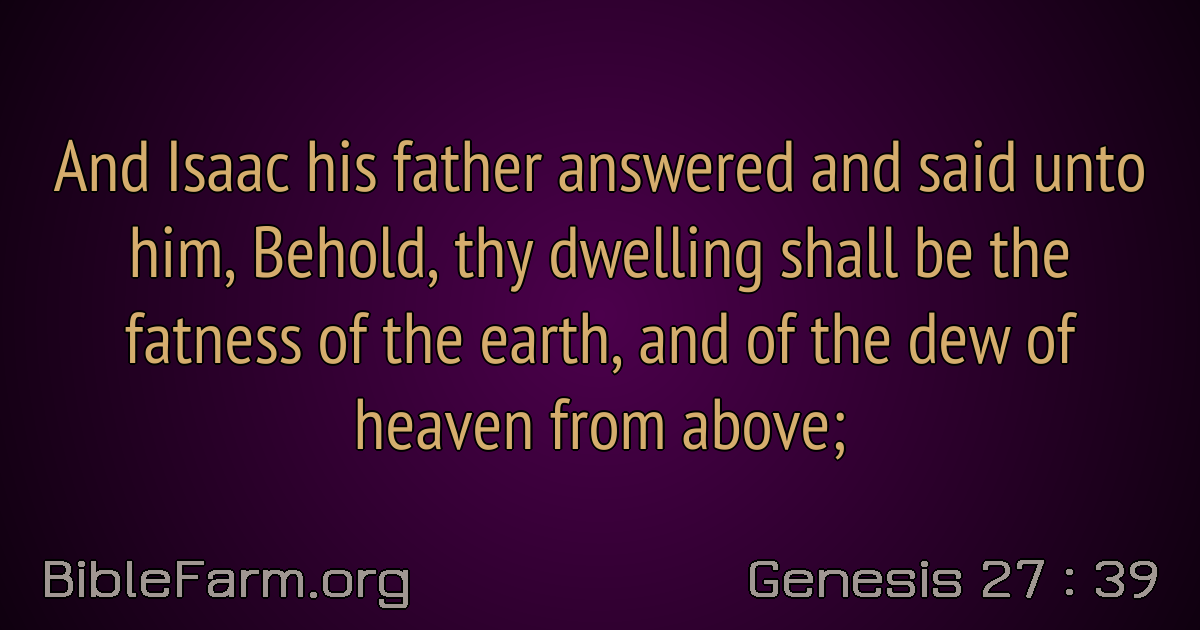 And Isaac his father answered and said unto
him, Behold, thy dwelling shall be the
fatness of the earth, and of the dew of
heaven from above;
BibleFarm.org
Genesis 27 : 39